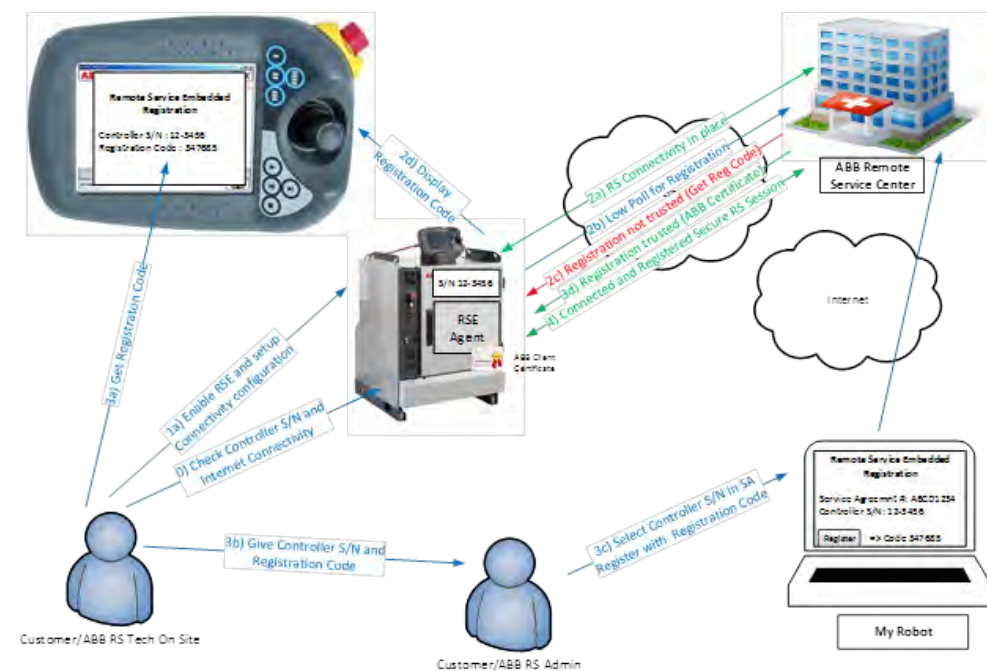 ABB
Remote Service Embedded
Registration
Controller S/N : 12-3456
Registration Code : 347685
2d) Display
Registration Code
2a) RS Connectivity in place
2b) Low Poll for Registration
2c) Registration not trusted (Get Reg Code)
3d) Registration trusted (ABB Certificate)
4) Connected and Registered Secure RS Session
ABB Remote
Service Center
Internet
S/N 12-3456
RSE
Agent
ABB Client
Certificate
3a) Get Registration Code
1a) Enable RSE and setup
Connectivity configuration
0) Check Controller S/N and
Internet Connectivity
3b) Give Controller S/N and
Registration Code
3c) Select Controller S/N in SA
Register with Registration Code
Remote Service Embedded
Registration
Service Agreemnt #: ABCD1234
Controller S/N: 12-3456
Register => Code 347685
My Robot
Customer/ABB RS Tech On Site
Customer/ABB RS Admin